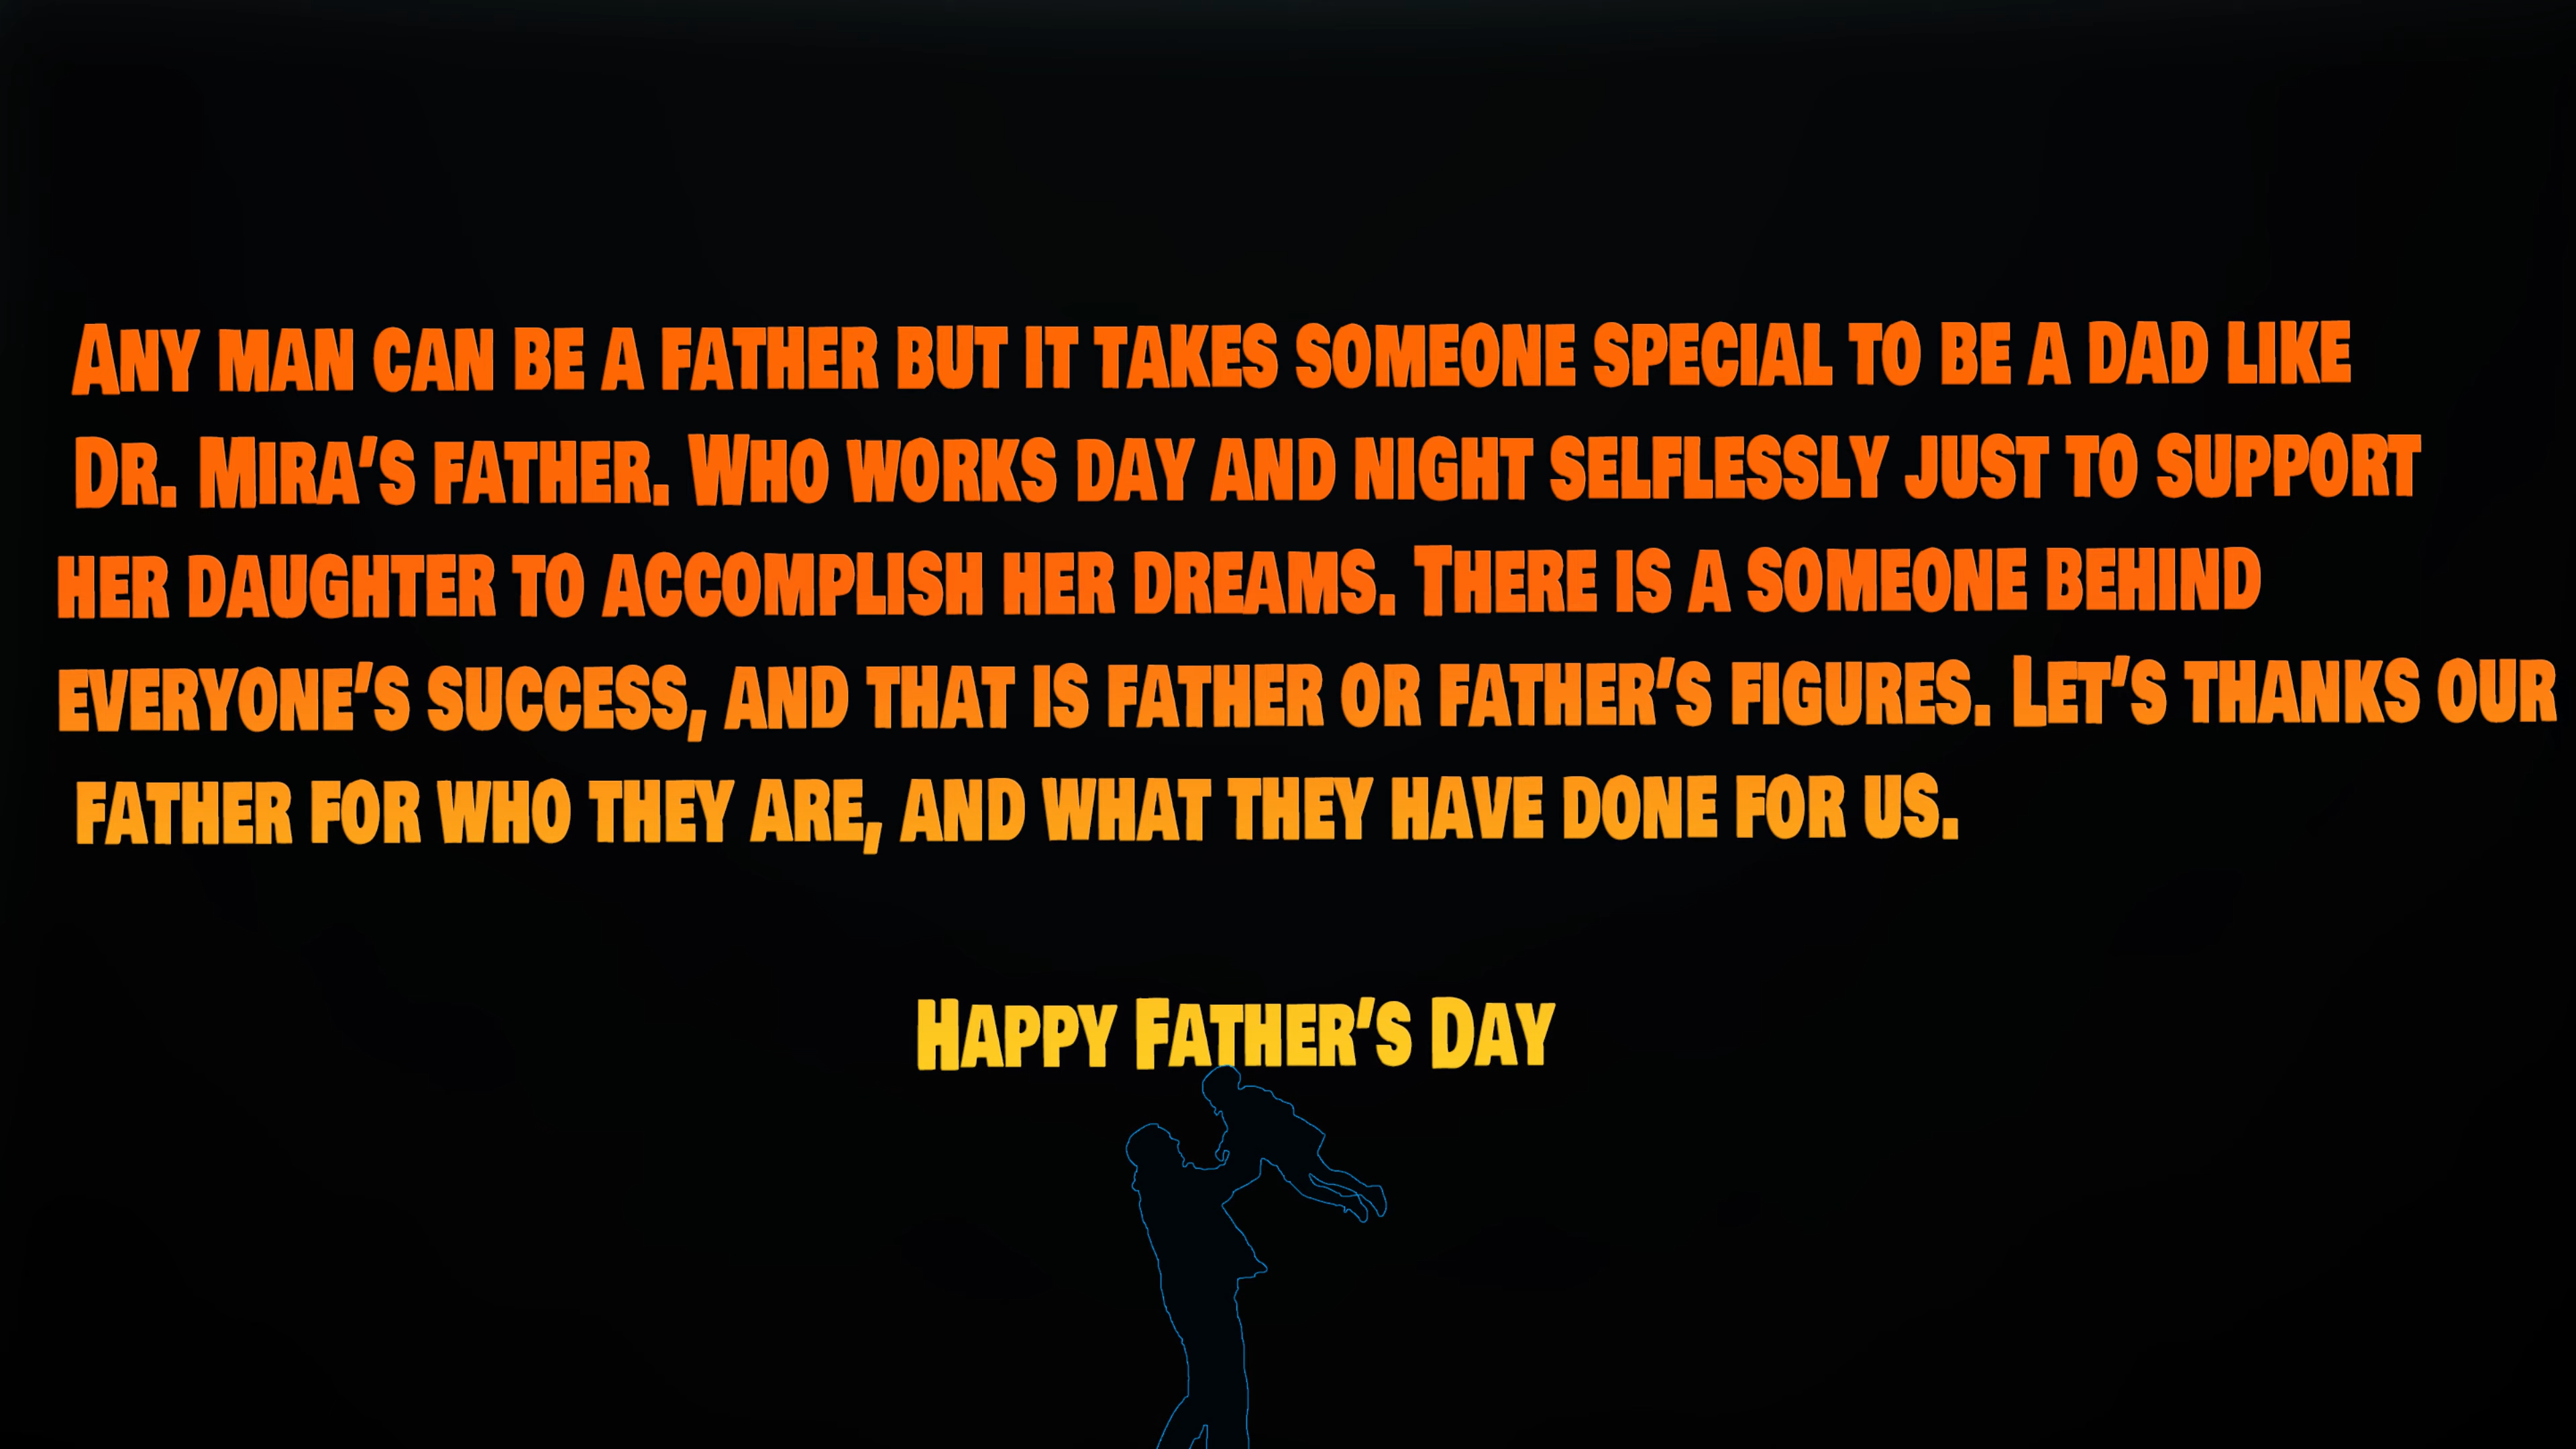 Any man can be a father but it takes someone special to be a dad like
Dr. Mira's father. Who works day and night selflessly just to support
her daughter to accomplish her dreams. There is a someone behind
everyone's success, and that is father or father's figures. Let's thanks our
father for who they are, and what they have done for us.
Happy Father's Day